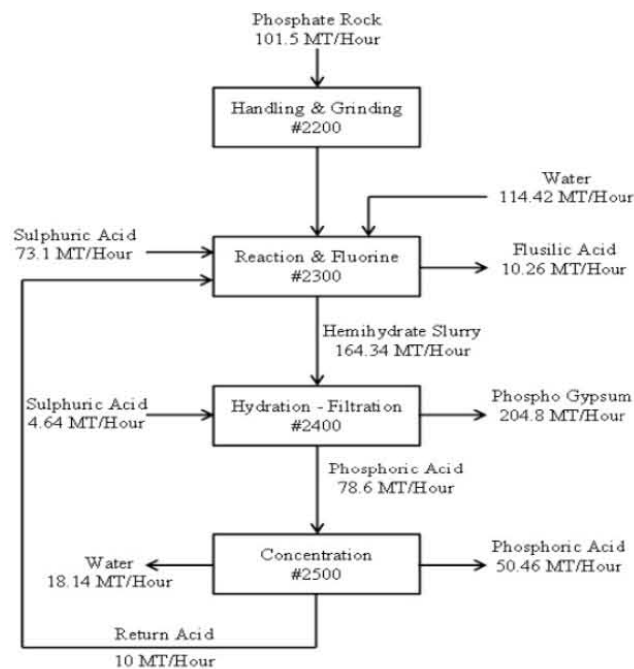 Phosphate Rock
101.5 MT/Hour
Handling & Grinding
#2200
Water
114.42 MT/Hour
Sulphuric Acid
73.1 MT/Hour
Reaction & Fluorine
#2300
Flusilic Acid
10.26 MT/Hour
Hemihydrate Slurry
164.34 MT/Hour
Sulphuric Acid
4.64 MT/Hour
Hydration - Filtration
#2400
Phospho Gypsum
204.8 MT/Hour
Phosphoric Acid
78.6 MT/Hour
Water
18.14 MT/Hour
Concentration
#2500
Phosphoric Acid
50.46 MT/Hour
Return Acid
10 MT/Hour